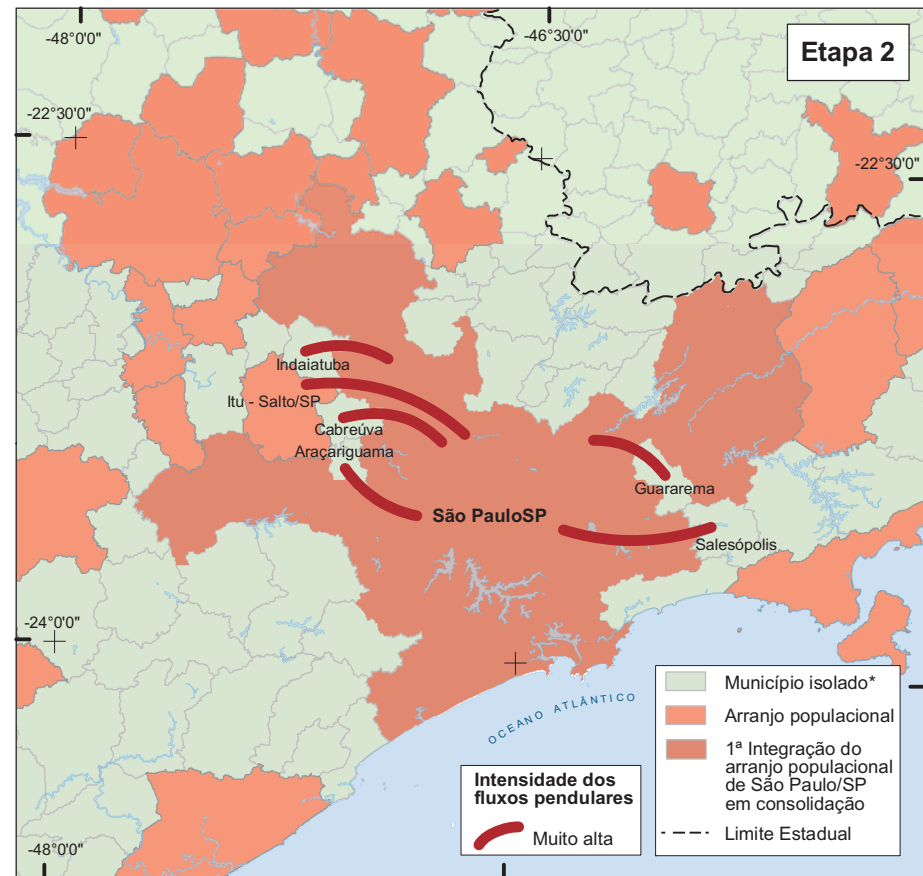 -48°0'0"
-46°30'0"
Etapa 2
-22°30'0"
-22°30'0"
Indaiatuba
Itu - Salto/SP
Cabreúva
Araçariguama
São PauloSP
Guararema
Salesópolis
-24°0'0"
OCEANO ATLÂNTICO
Município isolado*
Arranjo populacional
1ª Integração do
arranjo populacional
de São Paulo/SP
em consolidação
Limite Estadual
Intensidade dos
fluxos pendulares
Muito alta
-48°0'0"